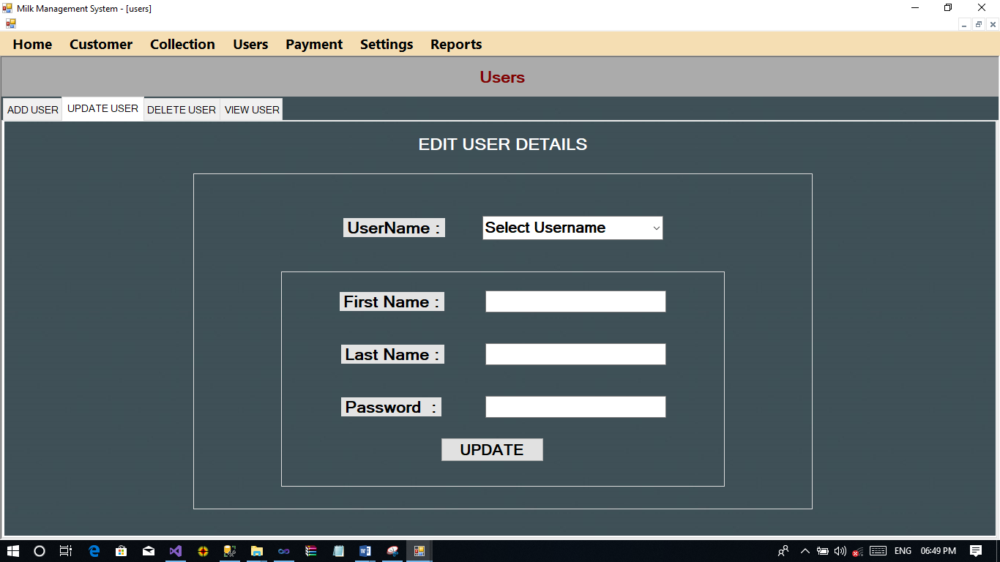 Milk Management System - [users]
Home Customer Collection Users Payment Settings Reports
Users
ADD USER UPDATE USER DELETE USER VIEW USER
EDIT USER DETAILS
UserName : Select Username
First Name :
Last Name :
Password :
UPDATE
ENG 06:49 PM